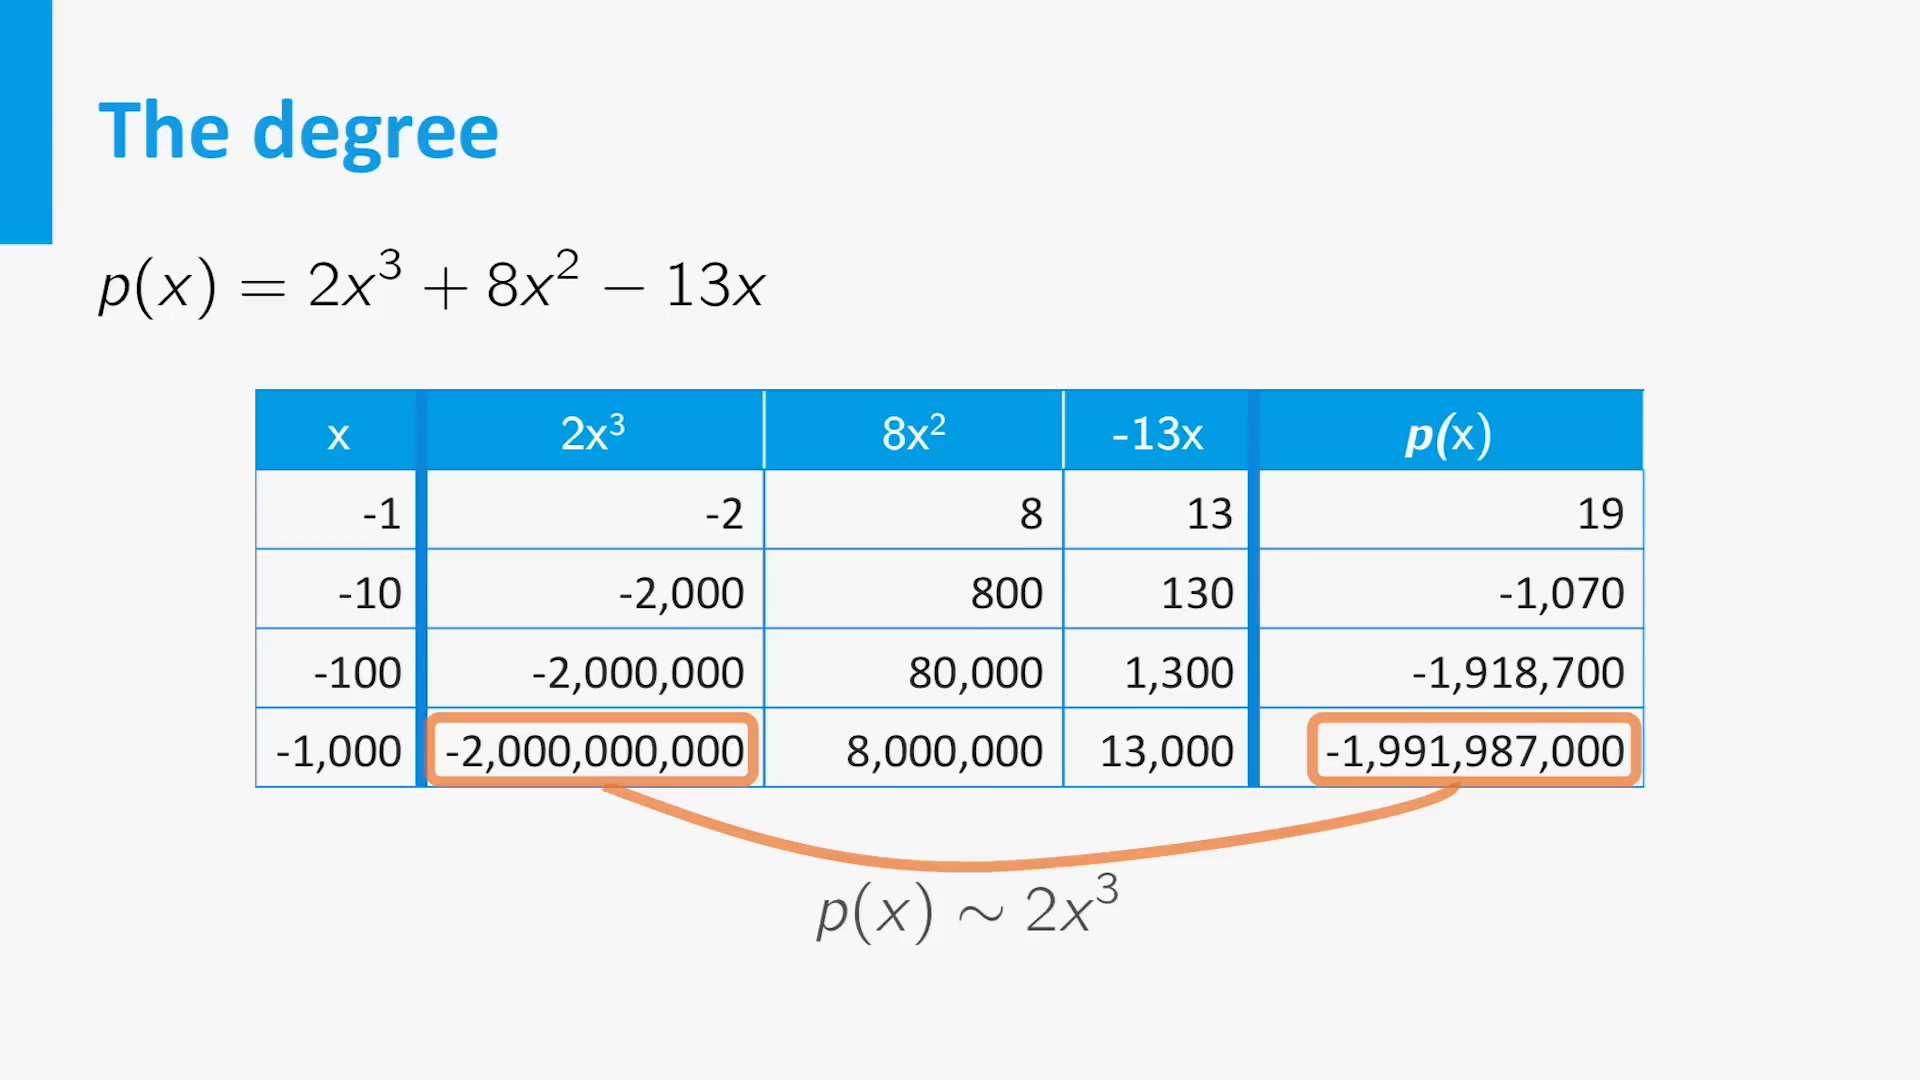 The degree
p(x) = 2x³ + 8x² − 13x
x 2x³ 8x² -13x p(x)
-1 -2 8 13 19
-10 -2,000 800 130 -1,070
-100 -2,000,000 80,000 1,300 -1,918,700
-1,000 -2,000,000,000 8,000,000 13,000 -1,991,987,000
p(x) ∼ 2x³